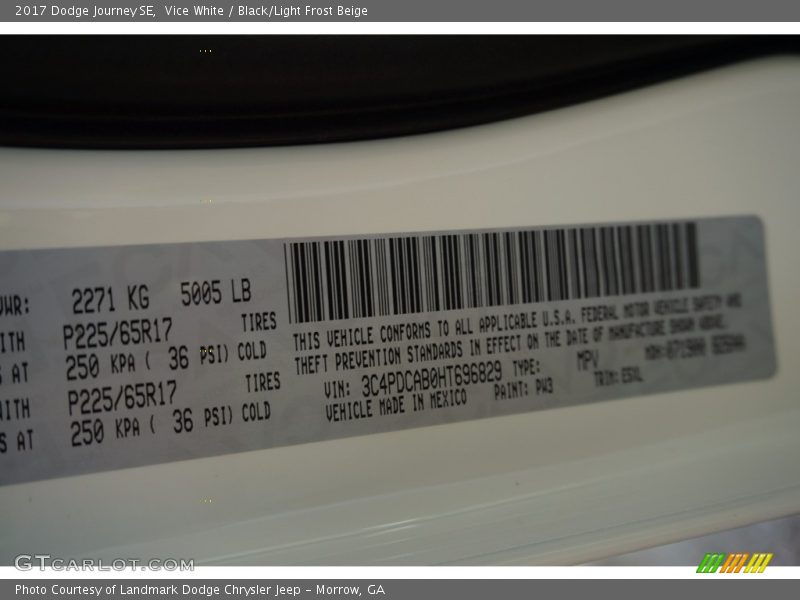 2017 Dodge Journey SE, Vice White / Black/Light Frost Beige
VWR: 2271 KG 5005 LB
ITH P225/65R17 TIRES
S AT 250 KPA ( 36 PSI) COLD
WITH P225/65R17 TIRES
S AT 250 KPA ( 36 PSI) COLD
THIS VEHICLE CONFORMS TO ALL APPLICABLE U.S.A. FEDERAL MOTOR VEHICLE SAFETY AND
THEFT PREVENTION STANDARDS IN EFFECT ON THE DATE OF MANUFACTURE SHOWN ABOVE.
VIN: 3C4PDCAB0HT696829 TYPE: MPV
VEHICLE MADE IN MEXICO PAINT: PW3 TRIM:
GTCARLOT.COM
Photo Courtesy of Landmark Dodge Chrysler Jeep – Morrow, GA